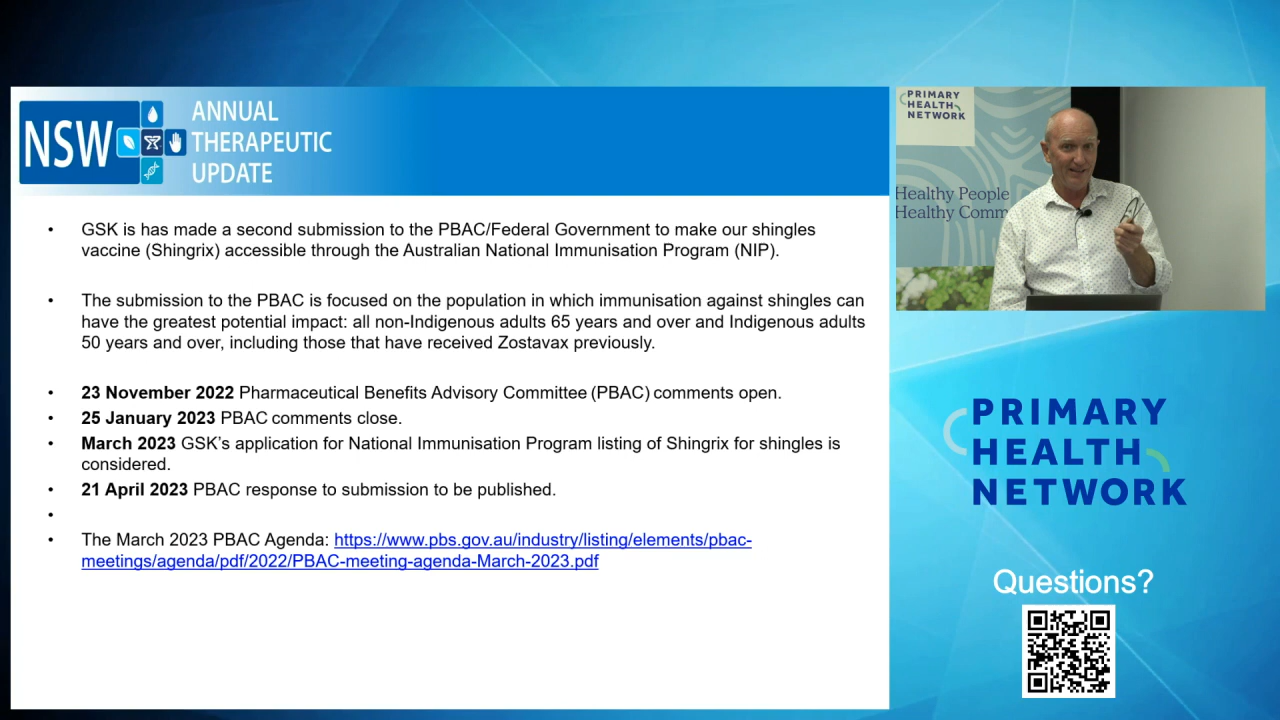 NSW
ANNUAL
THERAPEUTIC
UPDATE
• GSK is has made a second submission to the PBAC/Federal Government to make our shingles
vaccine (Shingrix) accessible through the Australian National Immunisation Program (NIP).
• The submission to the PBAC is focused on the population in which immunisation against shingles can
have the greatest potential impact: all non-Indigenous adults 65 years and over and Indigenous adults
50 years and over, including those that have received Zostavax previously.
• 23 November 2022 Pharmaceutical Benefits Advisory Committee (PBAC) comments open.
• 25 January 2023 PBAC comments close.
• March 2023 GSK's application for National Immunisation Program listing of Shingrix for shingles is
considered.
• 21 April 2023 PBAC response to submission to be published.
•
• The March 2023 PBAC Agenda: https://www.pbs.gov.au/industry/listing/elements/pbac-
meetings/agenda/pdf/2022/PBAC-meeting-agenda-March-2023.pdf
PRIMARY
HEALTH
NETWORK
Healthy People
Healthy Comm
PRIMARY
HEALTH
NETWORK
Questions?